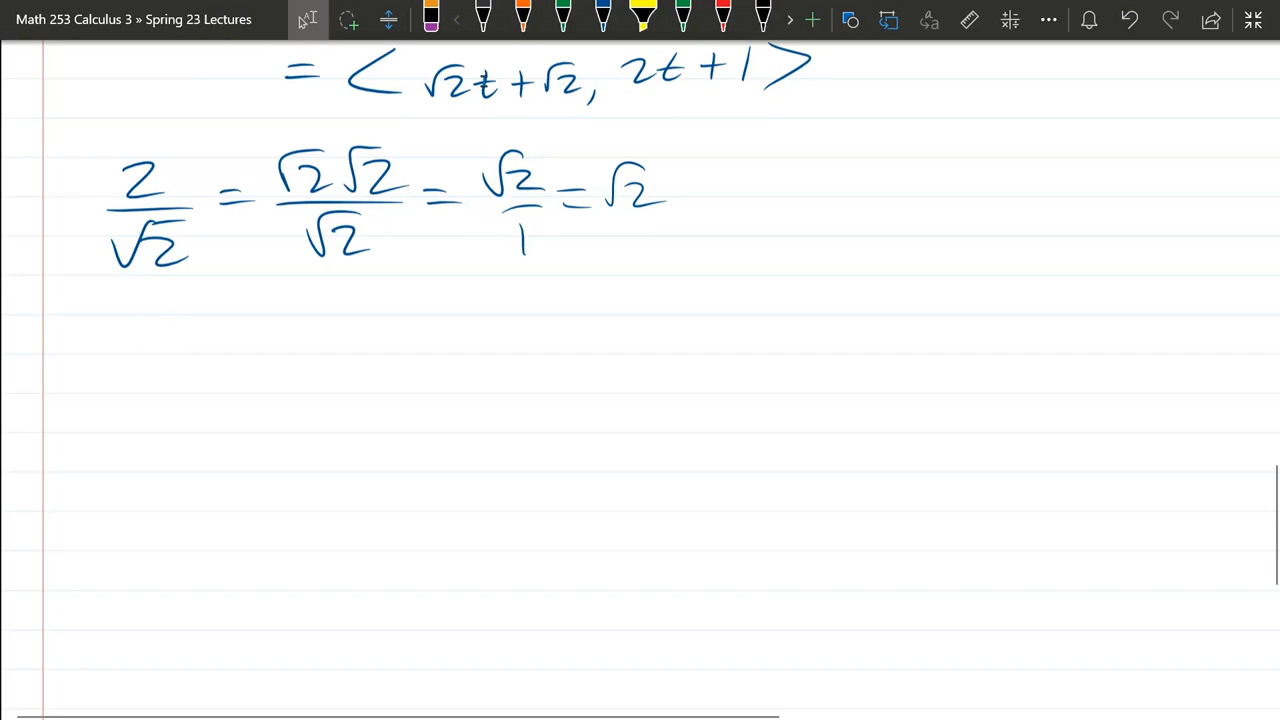 Math 253 Calculus 3 » Spring 23 Lectures
= < √2t + √2, 2t + 1 >
2/√2 = √2 √2/√2 = √2/1 = √2